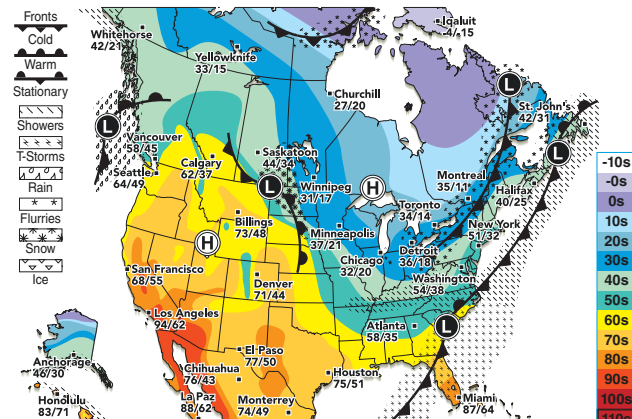 Fronts
Cold
Warm
Stationary
Showers
T-Storms
Rain
Flurries
Snow
Ice
Whitehorse
42/21
Yellowknife
33/15
Iqaluit
4/-15
Churchill
27/20
L
St. John's
42/31
L
Vancouver
58/45
Seattle
64/49
Calgary
62/37
Saskatoon
44/34
L
Winnipeg
31/17
H
Montreal
35/11
L
Halifax
40/25
Toronto
34/14
Billings
73/48
Minneapolis
37/21
New York
51/32
H
Chicago
32/20
Detroit
36/18
San Francisco
68/55
Denver
71/44
Washington
54/38
Los Angeles
94/62
Atlanta
58/35
L
El Paso
77/50
Chihuahua
76/43
Houston
75/51
La Paz
88/62
Monterrey
74/49
Miami
87/64
Anchorage
46/30
Honolulu
83/71
-10s
-0s
0s
10s
20s
30s
40s
50s
60s
70s
80s
90s
100s
110s